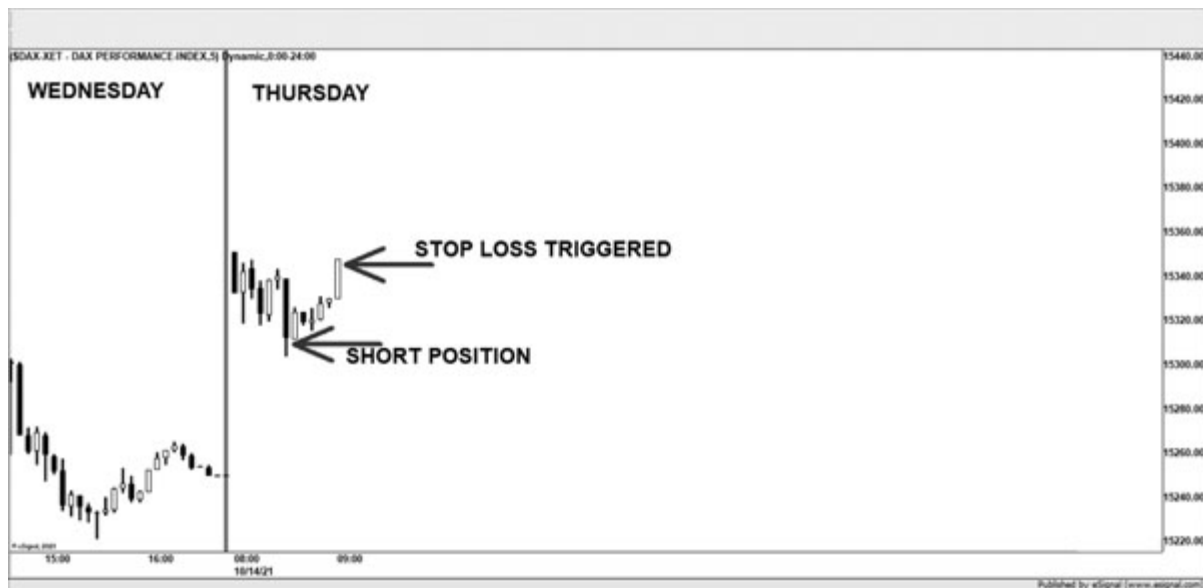 ($DAX-XET - DAX PERFORMANCE-INDEX,5) Dynamic,0:00-24:00
WEDNESDAY
THURSDAY
STOP LOSS TRIGGERED
SHORT POSITION
15440.00
15420.00
15400.00
15380.00
15360.00
15340.00
15320.00
15300.00
15280.00
15260.00
15240.00
15220.00
© eSignal, 2021
15:00 16:00 08:00 09:00
10/14/21
Published by eSignal (www.esignal.com)